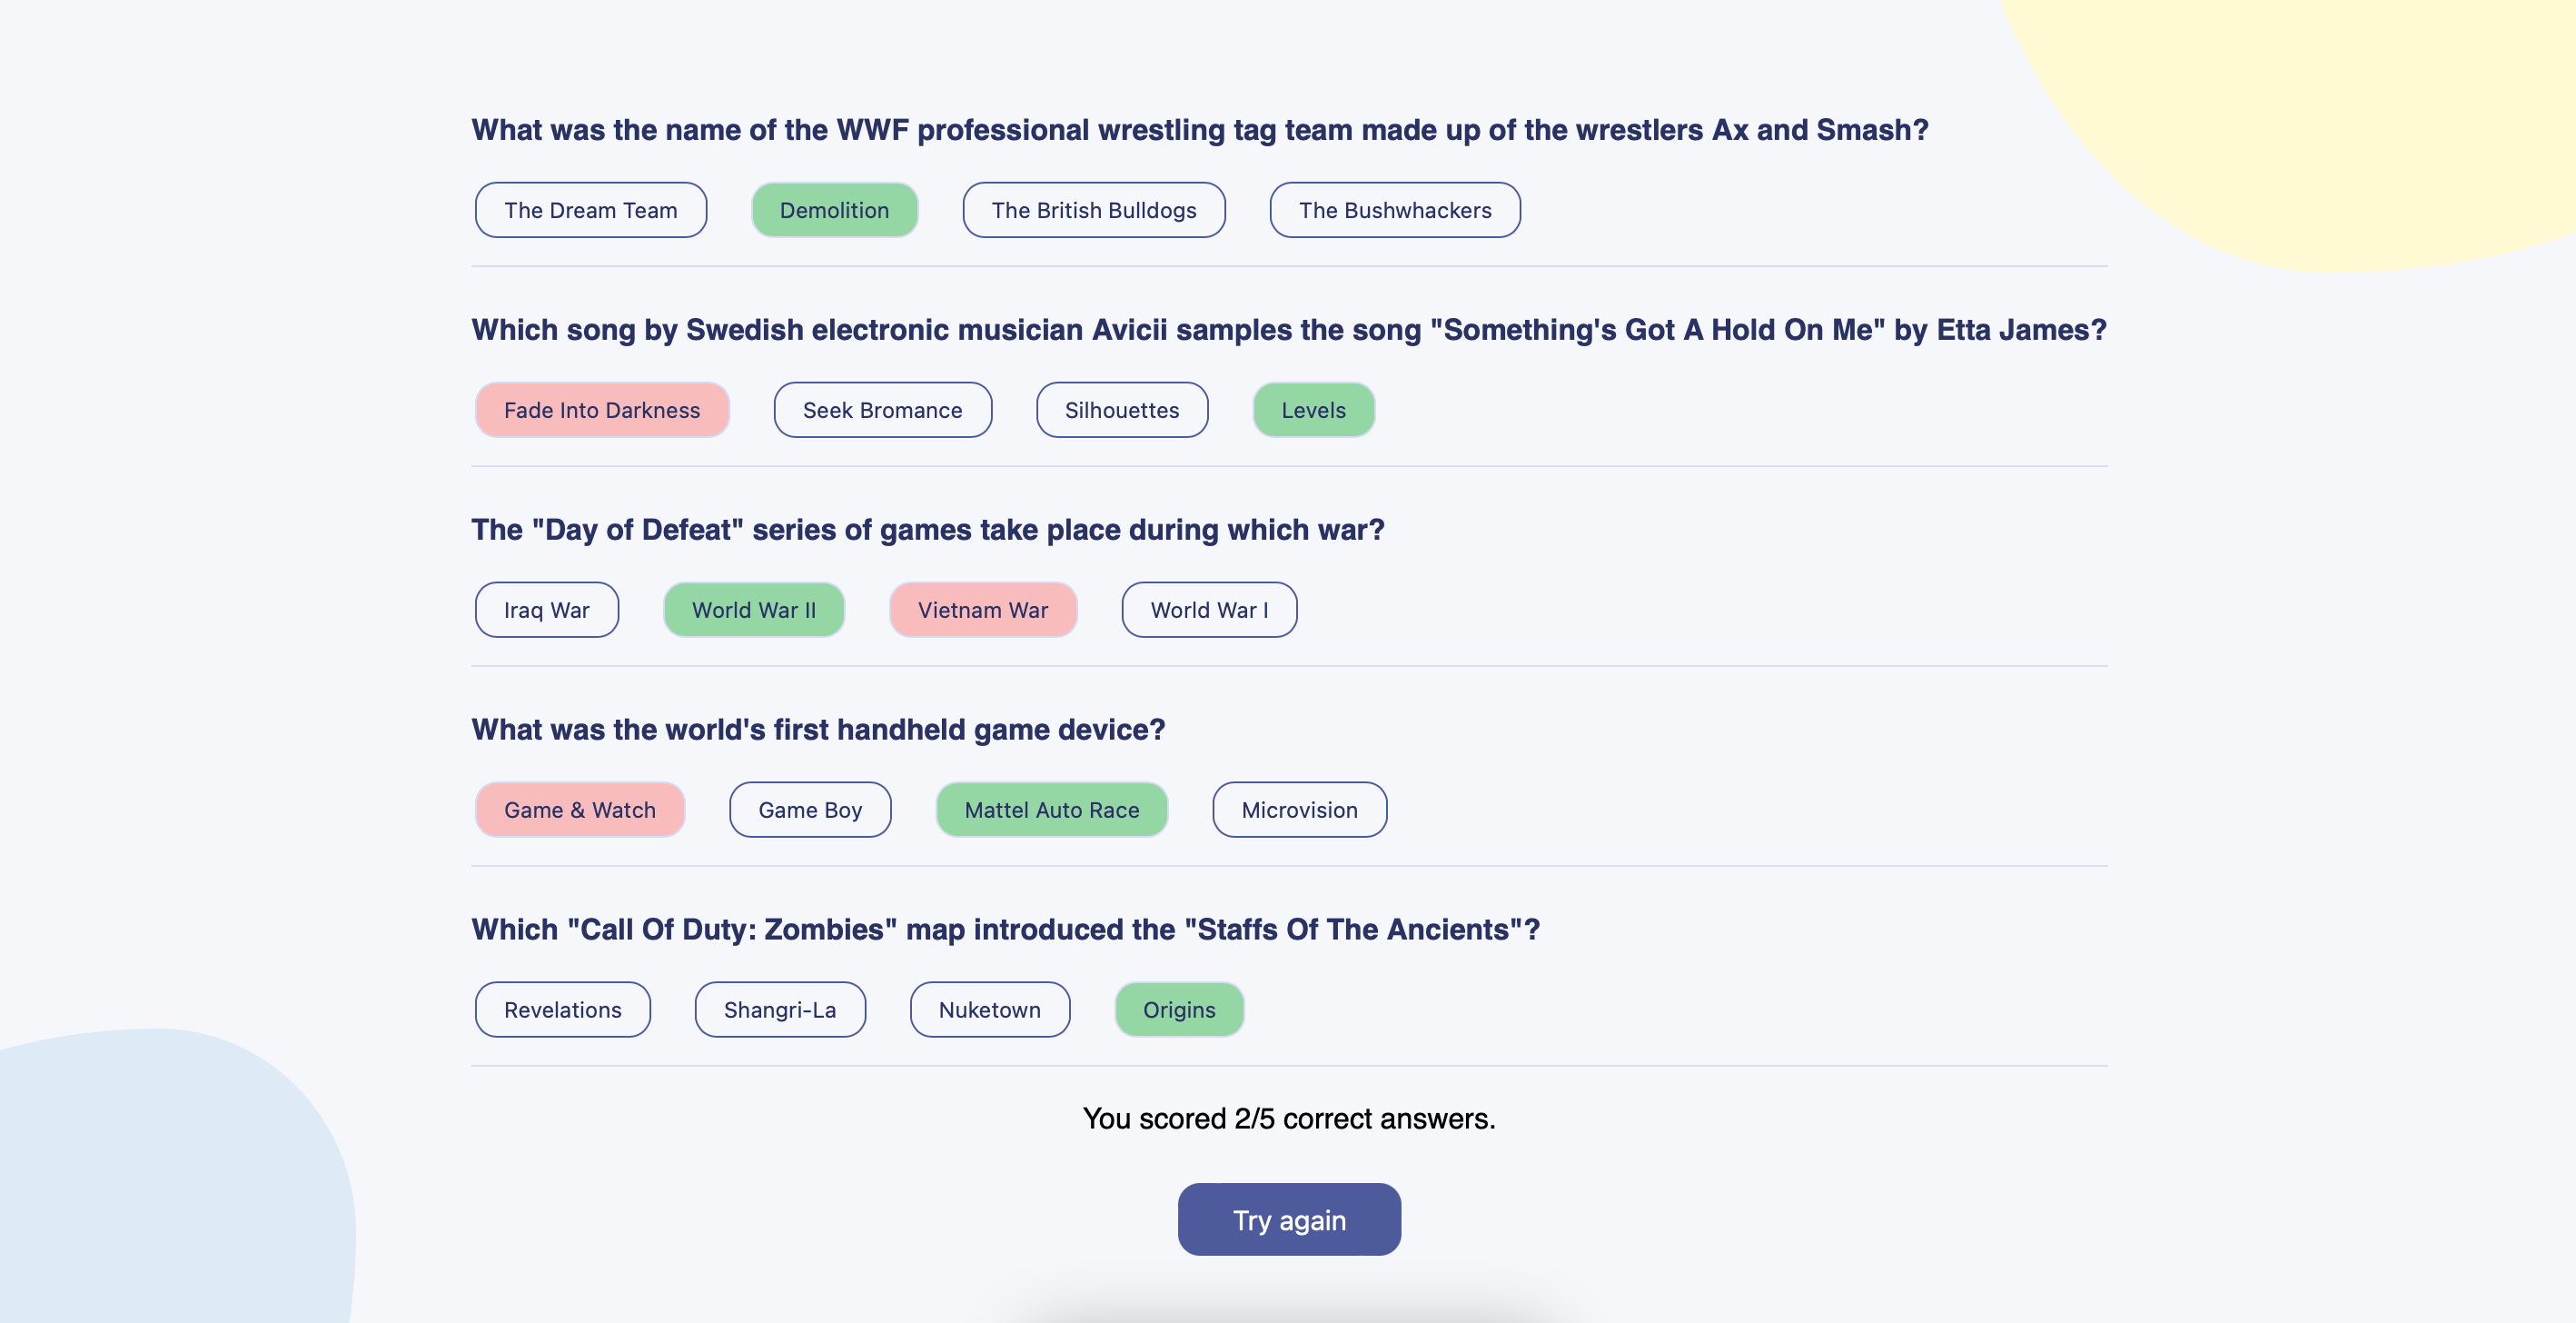 What was the name of the WWF professional wrestling tag team made up of the wrestlers Ax and Smash?
The Dream Team Demolition The British Bulldogs The Bushwhackers
Which song by Swedish electronic musician Avicii samples the song "Something's Got A Hold On Me" by Etta James?
Fade Into Darkness Seek Bromance Silhouettes Levels
The "Day of Defeat" series of games take place during which war?
Iraq War World War II Vietnam War World War I
What was the world's first handheld game device?
Game & Watch Game Boy Mattel Auto Race Microvision
Which "Call Of Duty: Zombies" map introduced the "Staffs Of The Ancients"?
Revelations Shangri-La Nuketown Origins
You scored 2/5 correct answers.
Try again